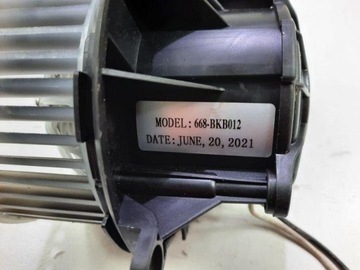 MODEL: 668-BKB012
DATE: JUNE, 20, 2021